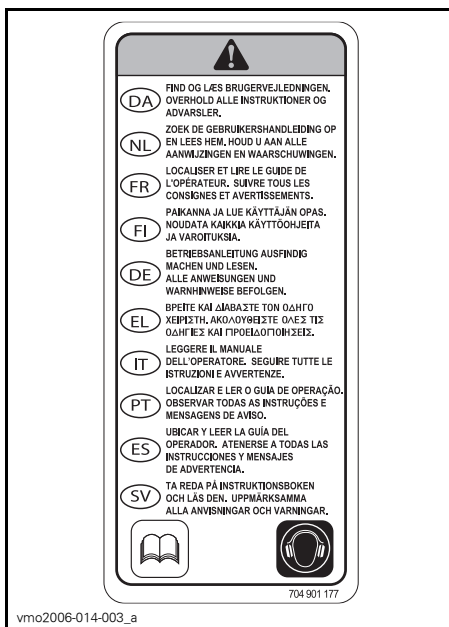 DA
FIND OG LÆS BRUGERVEJLEDNINGEN.
OVERHOLD ALLE INSTRUKTIONER OG
ADVARSLER.
NL
ZOEK DE GEBRUIKERSHANDLEIDING OP
EN LEES HEM. HOUD U AAN ALLE
AANWIJZINGEN EN WAARSCHUWINGEN.
FR
LOCALISER ET LIRE LE GUIDE DE
L'OPÉRATEUR. SUIVRE TOUS LES
CONSIGNES ET AVERTISSEMENTS.
FI
PAIKANNA JA LUE KÄYTTÄJÄN OPAS.
NOUDATA KAIKKIA KÄYTTÖOHJEITA
JA VAROITUKSIA.
DE
BETRIEBSANLEITUNG AUSFINDIG
MACHEN UND LESEN.
ALLE ANWEISUNGEN UND
WARNHINWEISE BEFOLGEN.
EL
ΒΡΕΙΤΕ ΚΑΙ ΔΙΑΒΑΣΤΕ ΤΟΝ ΟΔΗΓΟ
ΧΕΙΡΙΣΤΗ. ΑΚΟΛΟΥΘΕΙΣΤΕ ΟΛΕΣ ΤΙΣ
ΟΔΗΓΙΕΣ ΚΑΙ ΠΡΟΕΙΔΟΠΟΙΗΣΕΙΣ.
IT
LEGGERE IL MANUALE
DELL'OPERATORE. SEGUIRE TUTTE LE
ISTRUZIONI E AVVERTENZE.
PT
LOCALIZAR E LER O GUIA DE OPERAÇÃO.
OBSERVAR TODAS AS INSTRUÇÕES E
MENSAGENS DE AVISO.
ES
UBICAR Y LEER LA GUÍA DEL
OPERADOR. ATENERSE A TODAS LAS
INSTRUCCIONES Y MENSAJES
DE ADVERTENCIA.
SV
TA REDA PÅ INSTRUKTIONSBOKEN
OCH LÄS DEN. UPPMÄRKSAMMA
ALLA ANVISNINGAR OCH VARNINGAR.
704 901 177
vmo2006-014-003_a